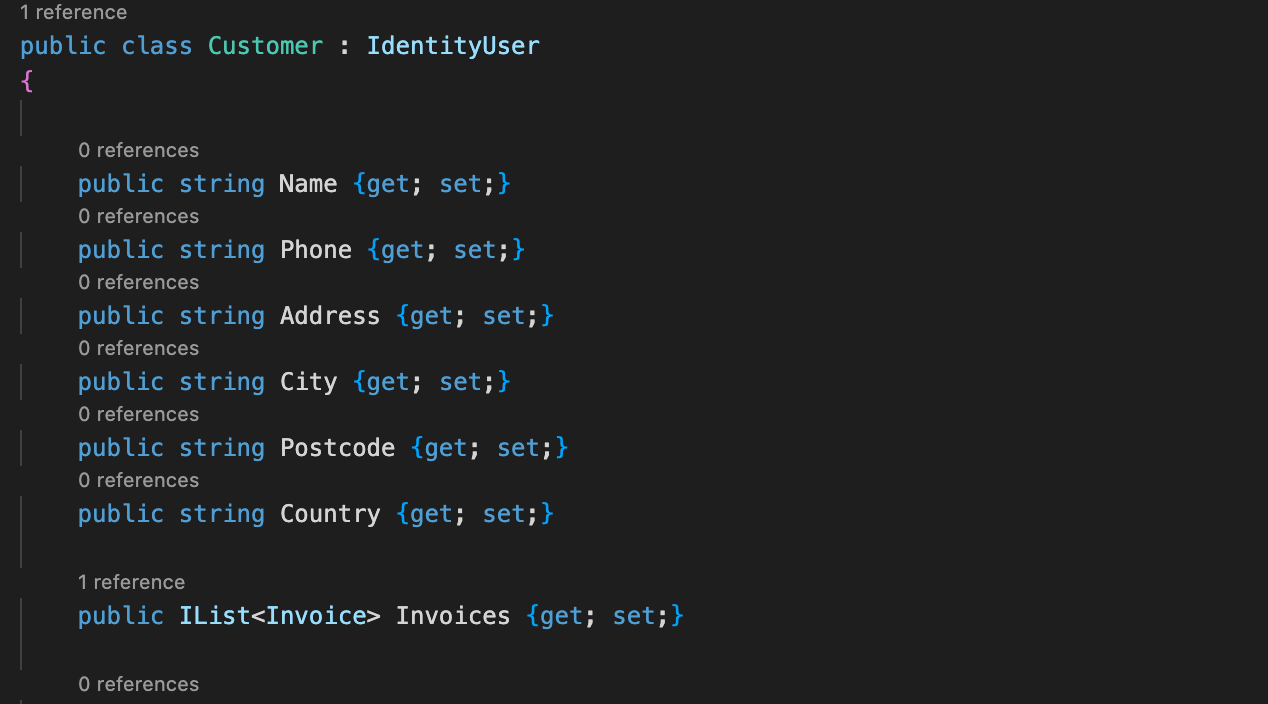 1 reference
public class Customer : IdentityUser
{
0 references
public string Name {get; set;}
0 references
public string Phone {get; set;}
0 references
public string Address {get; set;}
0 references
public string City {get; set;}
0 references
public string Postcode {get; set;}
0 references
public string Country {get; set;}
1 reference
public IList<Invoice> Invoices {get; set;}
0 references